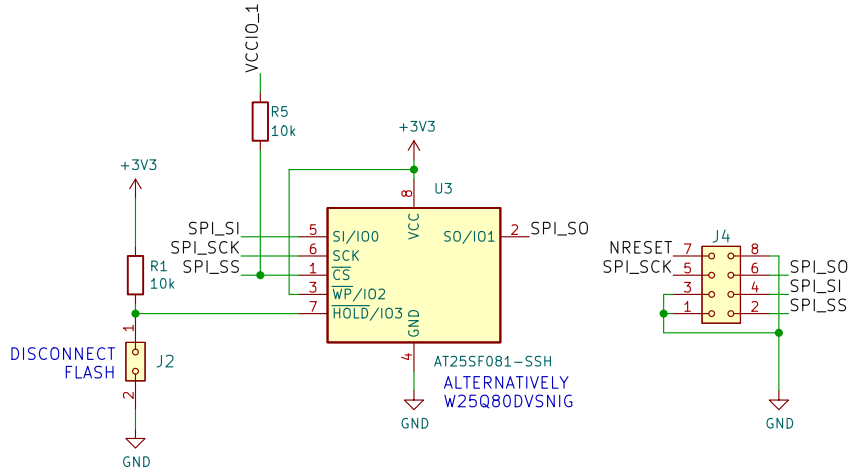 VCCIO_1
R5
10k
+3V3
+3V3
U3
8
VCC
SPI_SI
5
SI/IO0
SO/IO1
2
SPI_SO
SPI_SCK
6
SCK
SPI_SS
1
CS
3
WP/IO2
7
HOLD/IO3
GND
4
R1
10k
1
DISCONNECT
FLASH
J2
2
GND
AT25SF081-SSH
ALTERNATIVELY
W25Q80DVSNIG
GND
J4
NRESET
7
8
SPI_SCK
5
6
SPI_SO
3
4
SPI_SI
1
2
SPI_SS
GND